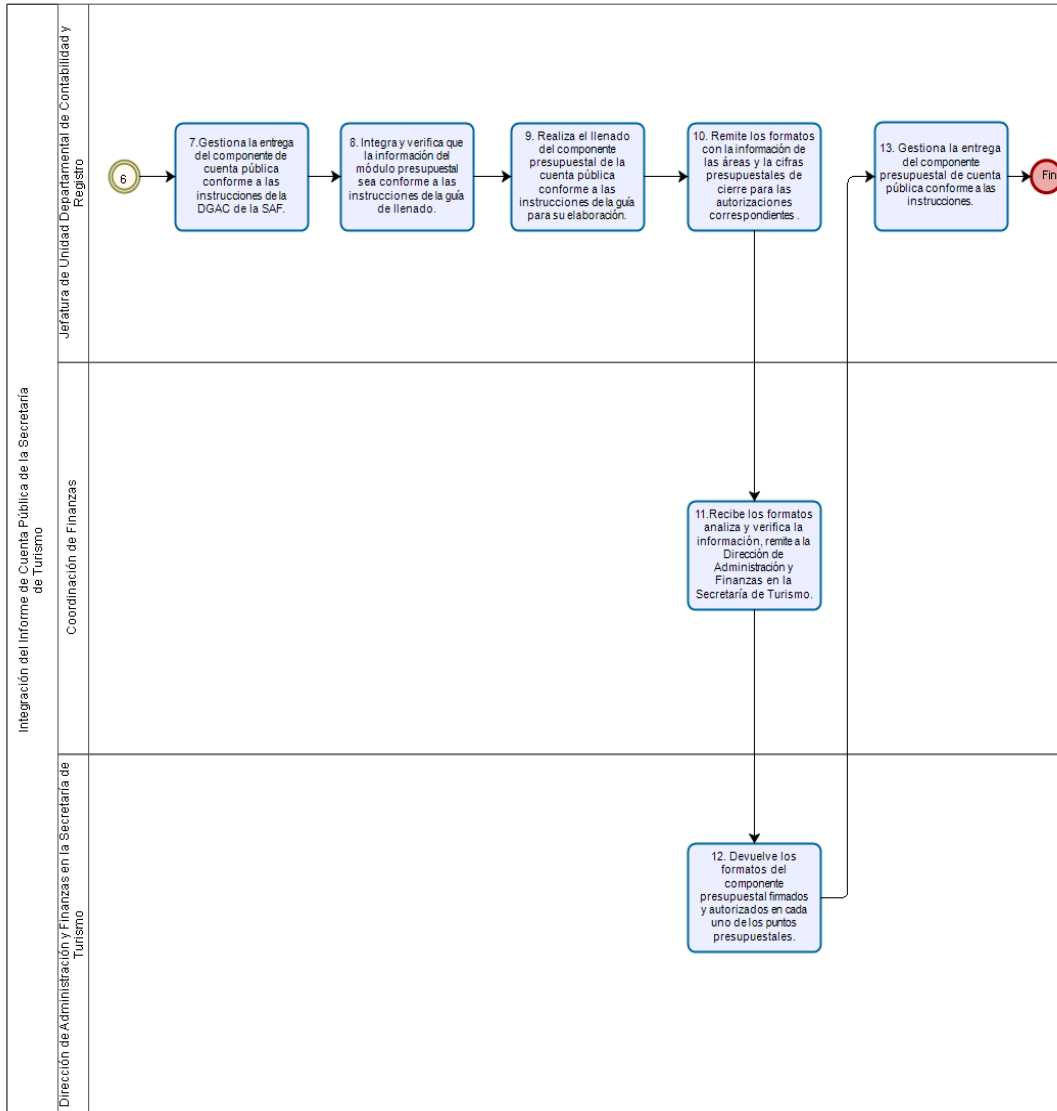 Integración del Informe de Cuenta Pública de la Secretaría
de Turismo
Jefatura de Unidad Departamental de Contabilidad y
Registro
6
7.Gestiona la entrega
del componente de
cuenta pública
conforme a las
instrucciones de la
DGAC de la SAF.
8. Integra y verifica que
la información del
módulo presupuestal
sea conforme a las
instrucciones de la guía
de llenado.
9. Realiza el llenado
del componente
presupuestal de la
cuenta pública
conforme a las
instrucciones de la guía
para su elaboración.
10. Remite los formatos
con la información de
las áreas y la cifras
presupuestales de
cierre para las
autorizaciones
correspondientes .
13. Gestiona la entrega
del componente
presupuestal de cuenta
pública conforme a las
instrucciones.
Fin
Coordinación de Finanzas
11.Recibe los formatos
analiza y verifica la
información, remite a la
Dirección de
Administración y
Finanzas en la
Secretaría de Turismo.
Dirección de Administración y Finanzas en la Secretaría de
Turismo
12. Devuelve los
formatos del
componente
presupuestal firmados
y autorizados en cada
uno de los puntos
presupuestales.